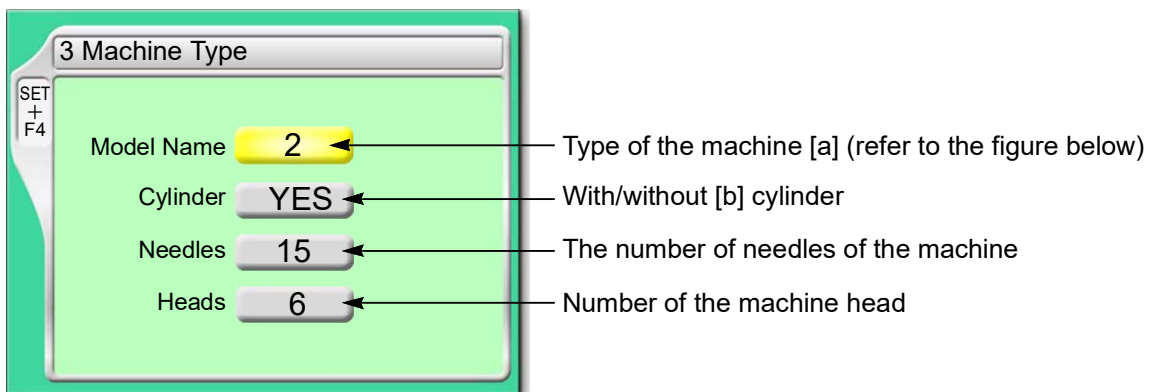 3 Machine Type
SET
+
F4
Model Name 2 Type of the machine [a] (refer to the figure below)
Cylinder YES With/without [b] cylinder
Needles 15 The number of needles of the machine
Heads 6 Number of the machine head